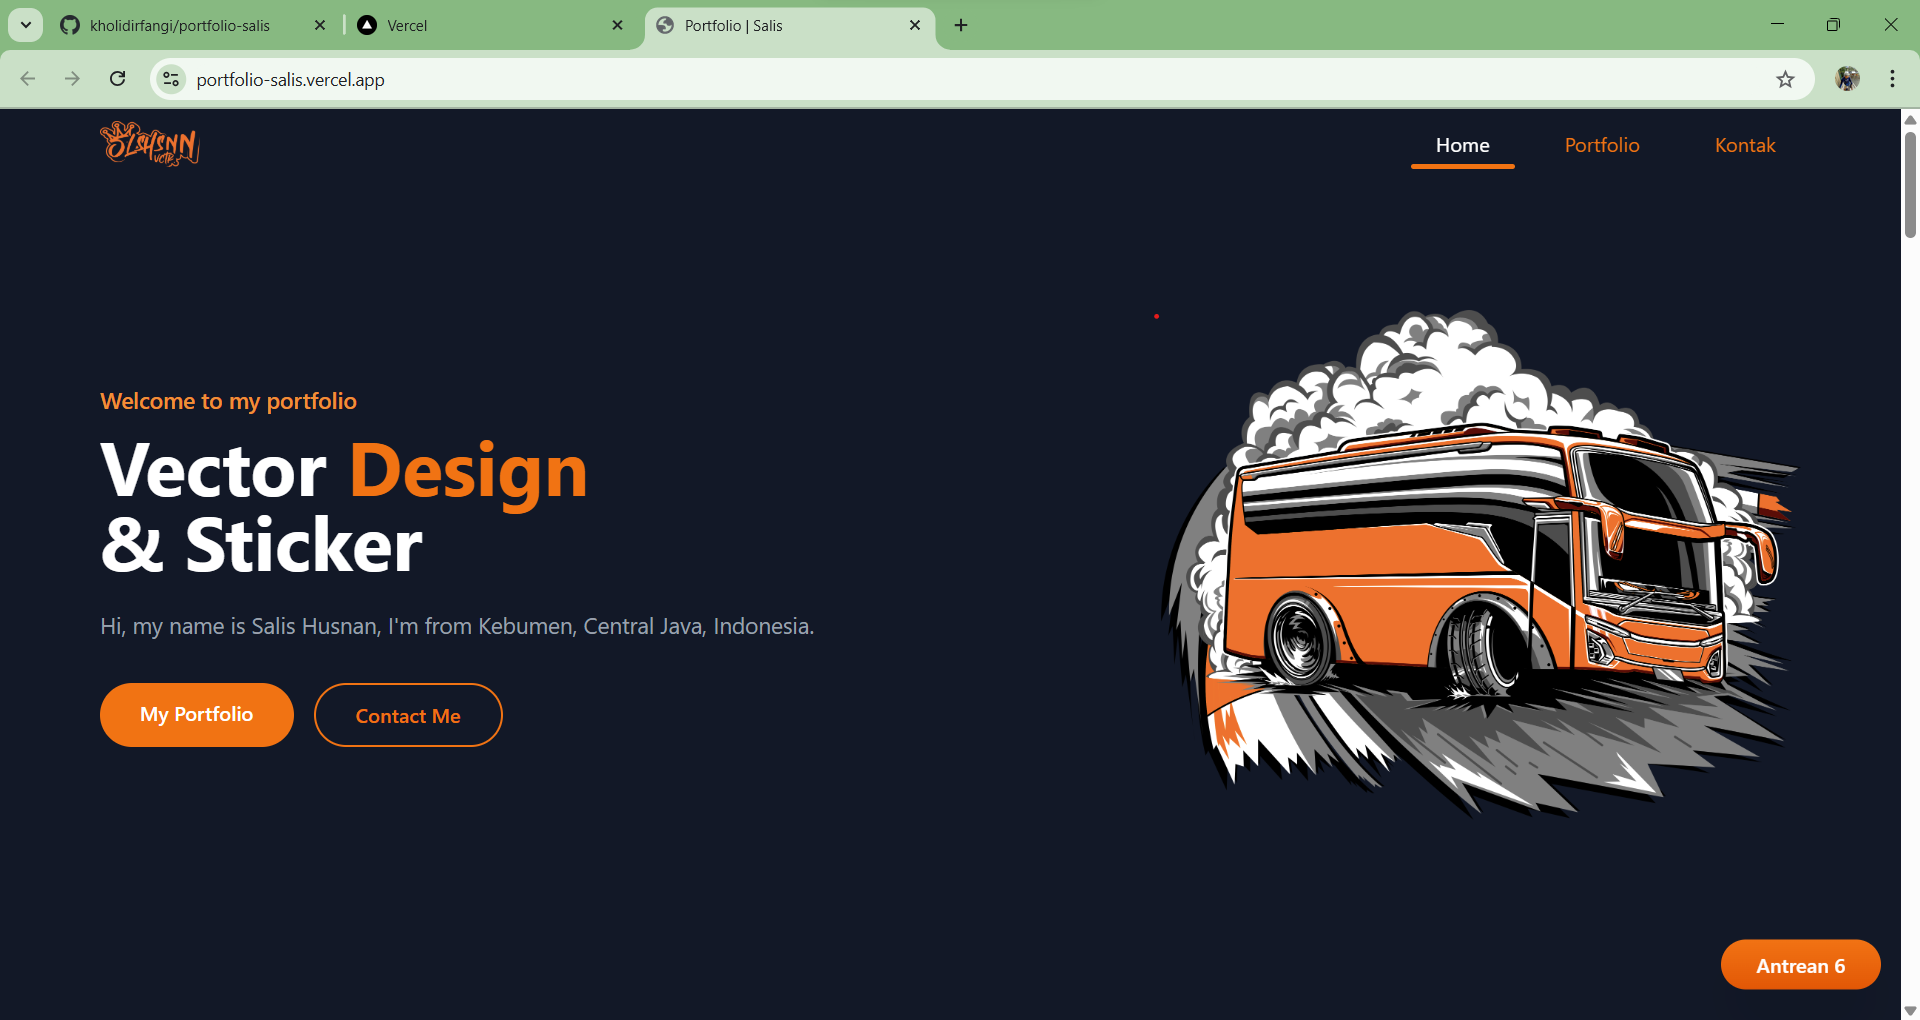 kholidirfangi/portfolio-salis
Vercel
Portfolio | Salis
portfolio-salis.vercel.app
Home
Portfolio
Kontak
Welcome to my portfolio
Vector Design
& Sticker
Hi, my name is Salis Husnan, I'm from Kebumen, Central Java, Indonesia.
My Portfolio
Contact Me
Antrean 6